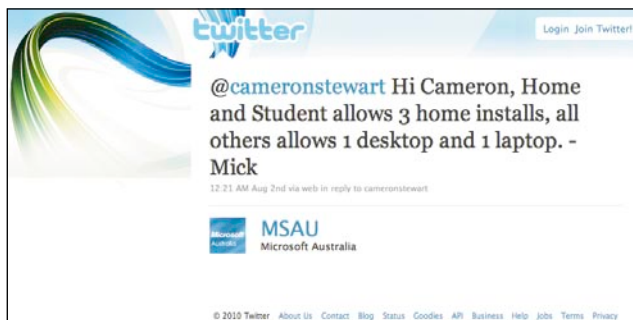 twitter
Login Join Twitter!
@cameronstewart Hi Cameron, Home
and Student allows 3 home installs, all
others allows 1 desktop and 1 laptop. -
Mick
12:21 AM Aug 2nd via web in reply to cameronstewart
Microsoft
Australia
MSAU
Microsoft Australia
© 2010 Twitter About Us Contact Blog Status Goodies API Business Help Jobs Terms Privacy